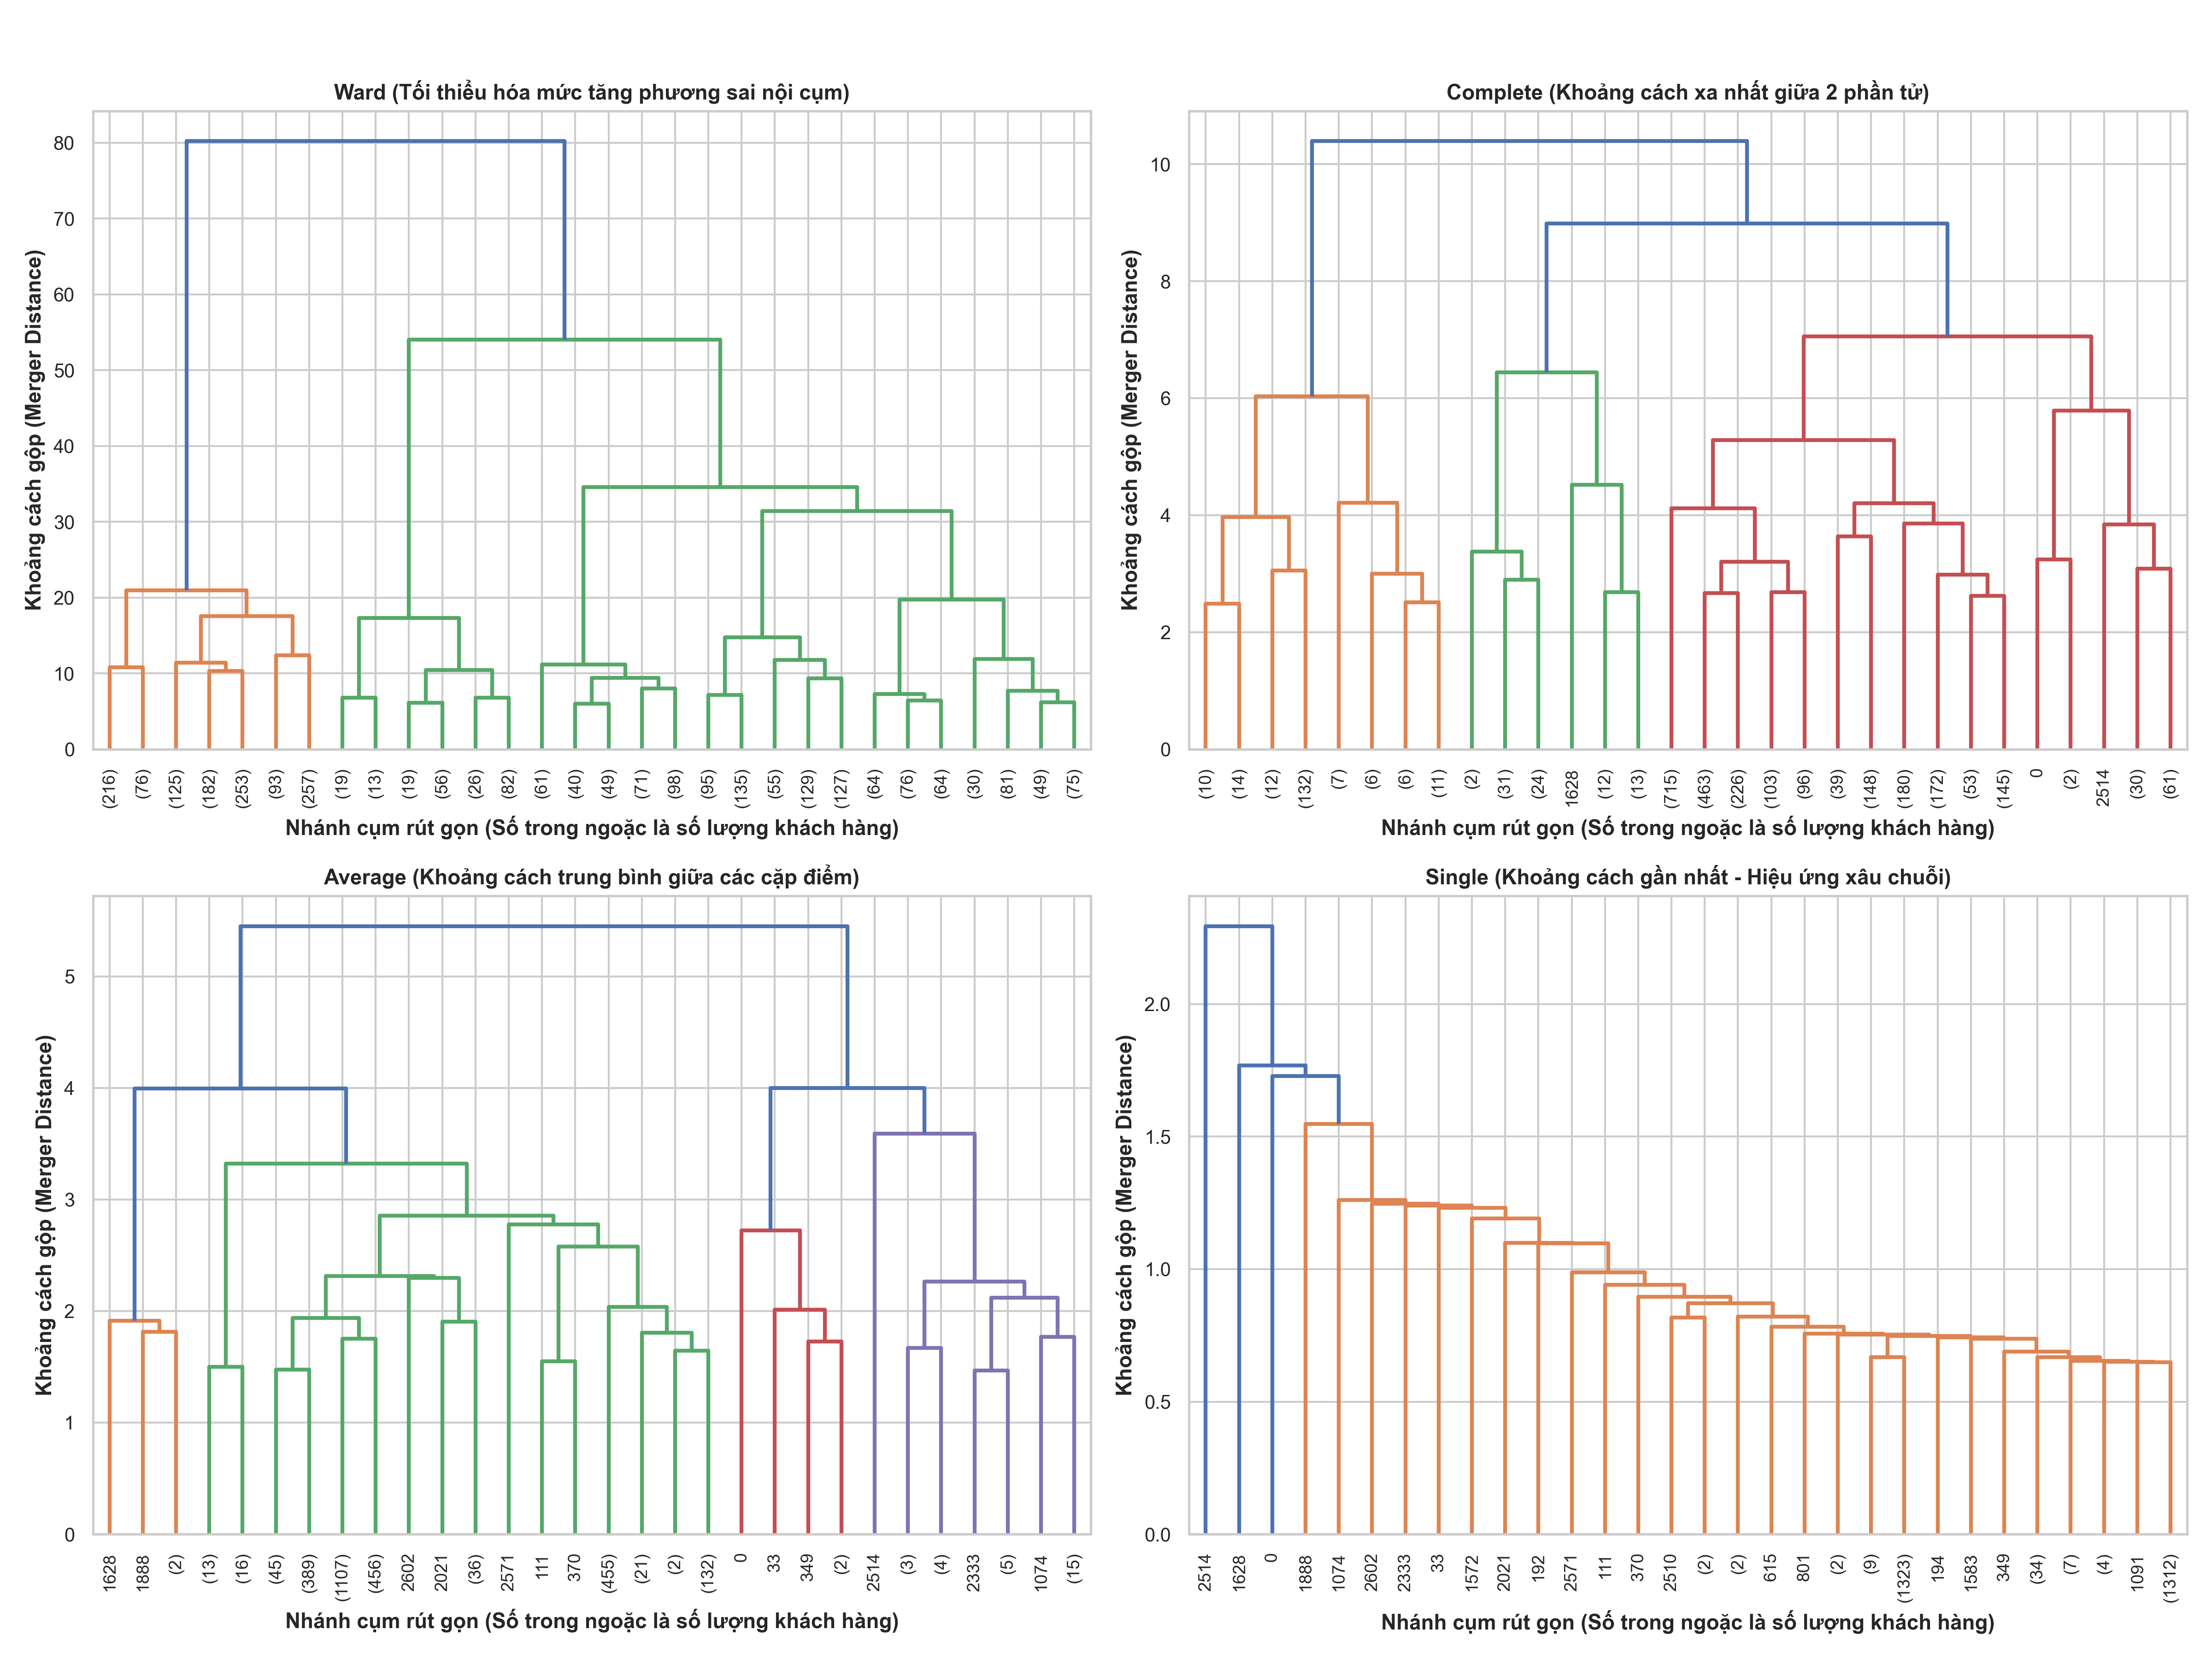 Ward (Tối thiểu hóa mức tăng phương sai nội cụm)
Khoảng cách gộp (Merger Distance)
80
70
60
50
40
30
20
10
0
(216) (76) (125) (182) (253) (93) (257) (19) (13) (19) (56) (26) (82) (61) (40) (49) (71) (98) (95) (135) (55) (129) (127) (64) (76) (64) (30) (81) (49) (75)
Nhánh cụm rút gọn (Số trong ngoặc là số lượng khách hàng)
Complete (Khoảng cách xa nhất giữa 2 phần tử)
Khoảng cách gộp (Merger Distance)
10
8
6
4
2
0
(10) (14) (12) (132) (7) (6) (6) (11) (2) (31) (24) 1628 (12) (13) (715) (463) (226) (103) (96) (39) (148) (180) (172) (53) (145) 0 (2) 2514 (30) (61)
Nhánh cụm rút gọn (Số trong ngoặc là số lượng khách hàng)
Average (Khoảng cách trung bình giữa các cặp điểm)
Khoảng cách gộp (Merger Distance)
5
4
3
2
1
0
1628 1888 (2) (13) (16) (45) (389) (1107) (456) 2602 2021 (36) 2571 111 370 (455) (21) (2) (132) 0 33 349 (2) 2514 (3) (4) 2333 (5) 1074 (15)
Nhánh cụm rút gọn (Số trong ngoặc là số lượng khách hàng)
Single (Khoảng cách gần nhất - Hiệu ứng xâu chuỗi)
Khoảng cách gộp (Merger Distance)
2.0
1.5
1.0
0.5
0.0
2514 1628 0 1888 1074 2602 2333 33 1572 2021 192 2571 111 370 2510 (2) (2) 615 801 (2) (9) (1323) 194 1583 349 (34) (7) (4) 1091 (1312)
Nhánh cụm rút gọn (Số trong ngoặc là số lượng khách hàng)